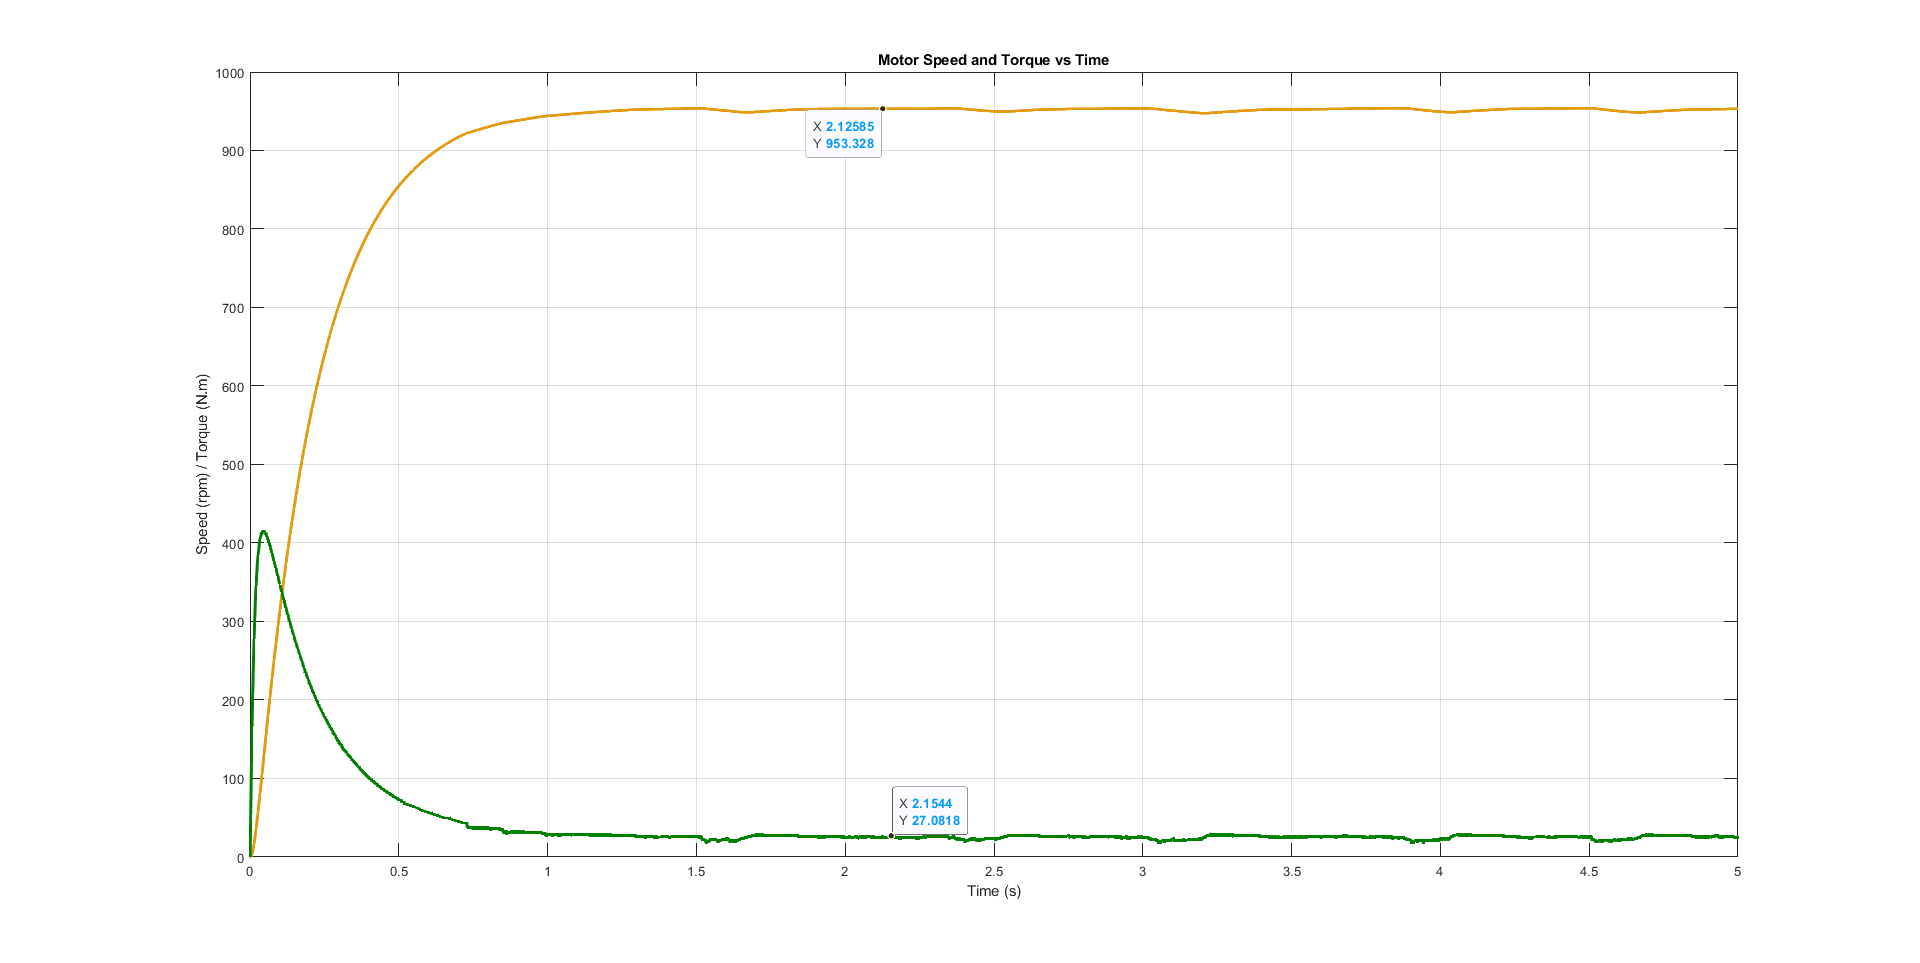 Motor Speed and Torque vs Time
1000
900
800
700
600
500
400
300
200
100
0
Speed (rpm) / Torque (N.m)
X 2.12585
Y 953.328
X 2.1544
Y 27.0818
0 0.5 1 1.5 2 2.5 3 3.5 4 4.5 5
Time (s)